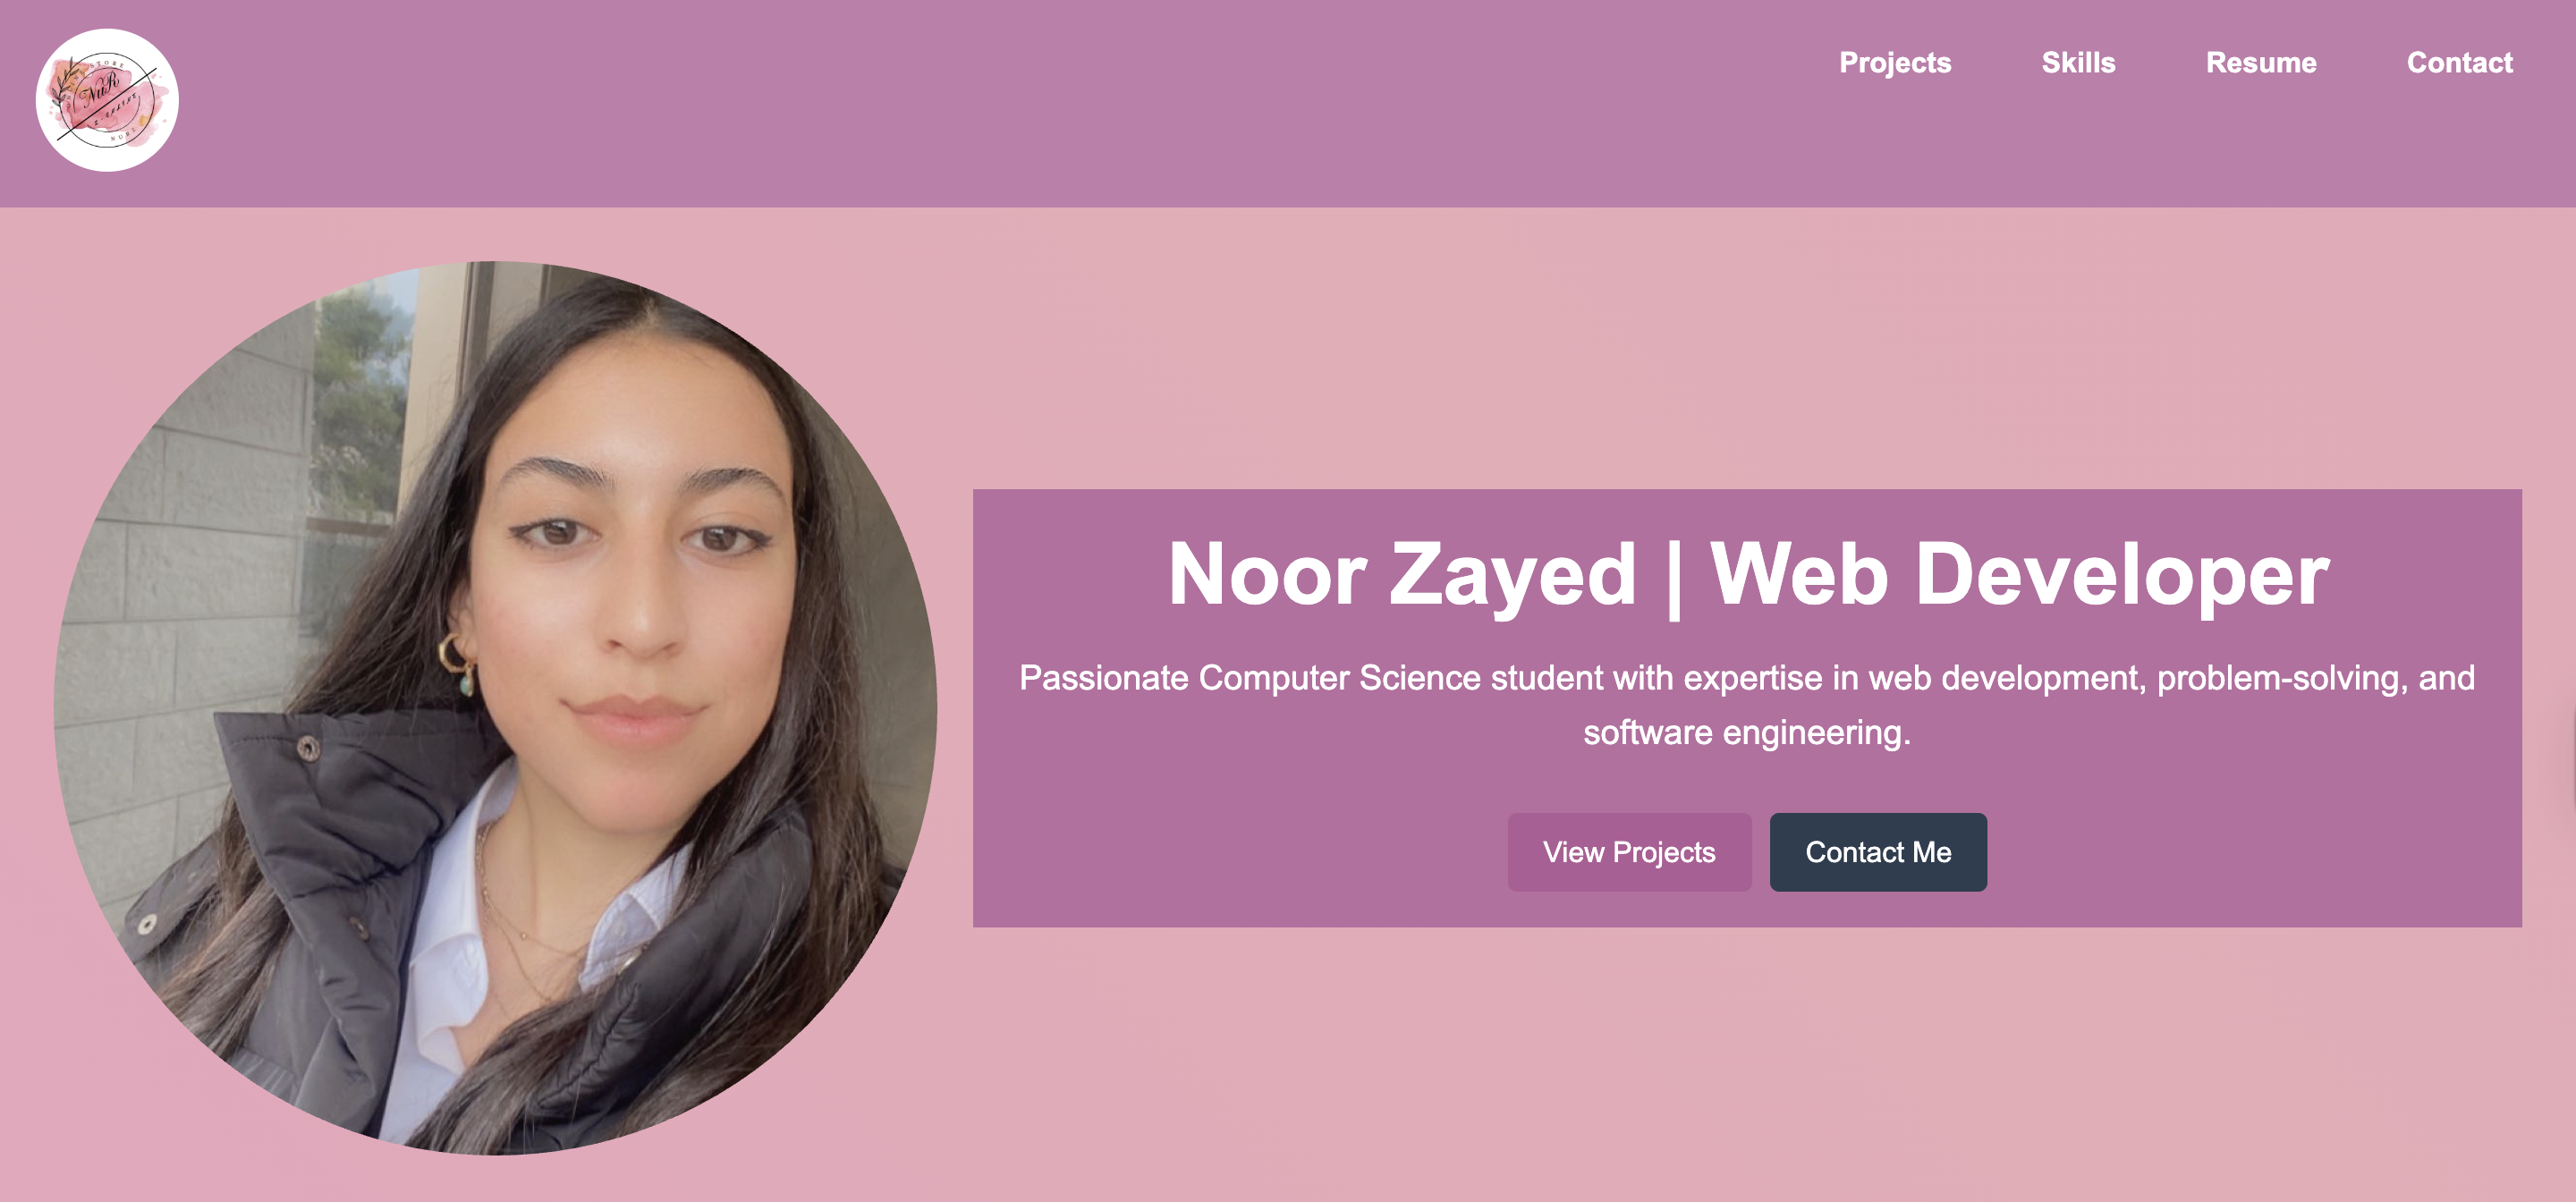 NuR
Projects Skills Resume Contact
Noor Zayed | Web Developer
Passionate Computer Science student with expertise in web development, problem-solving, and
software engineering.
View Projects Contact Me